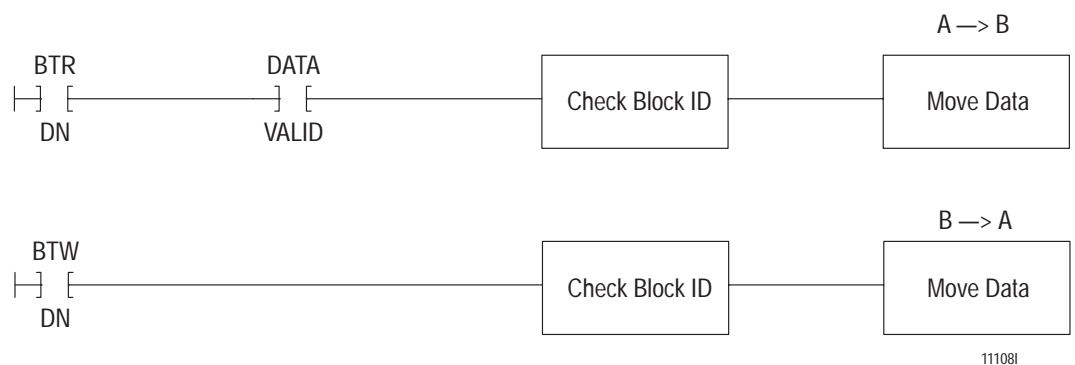 A —> B
BTR
DATA
Check Block ID
Move Data
DN
VALID
B —> A
BTW
Check Block ID
Move Data
DN
11108I